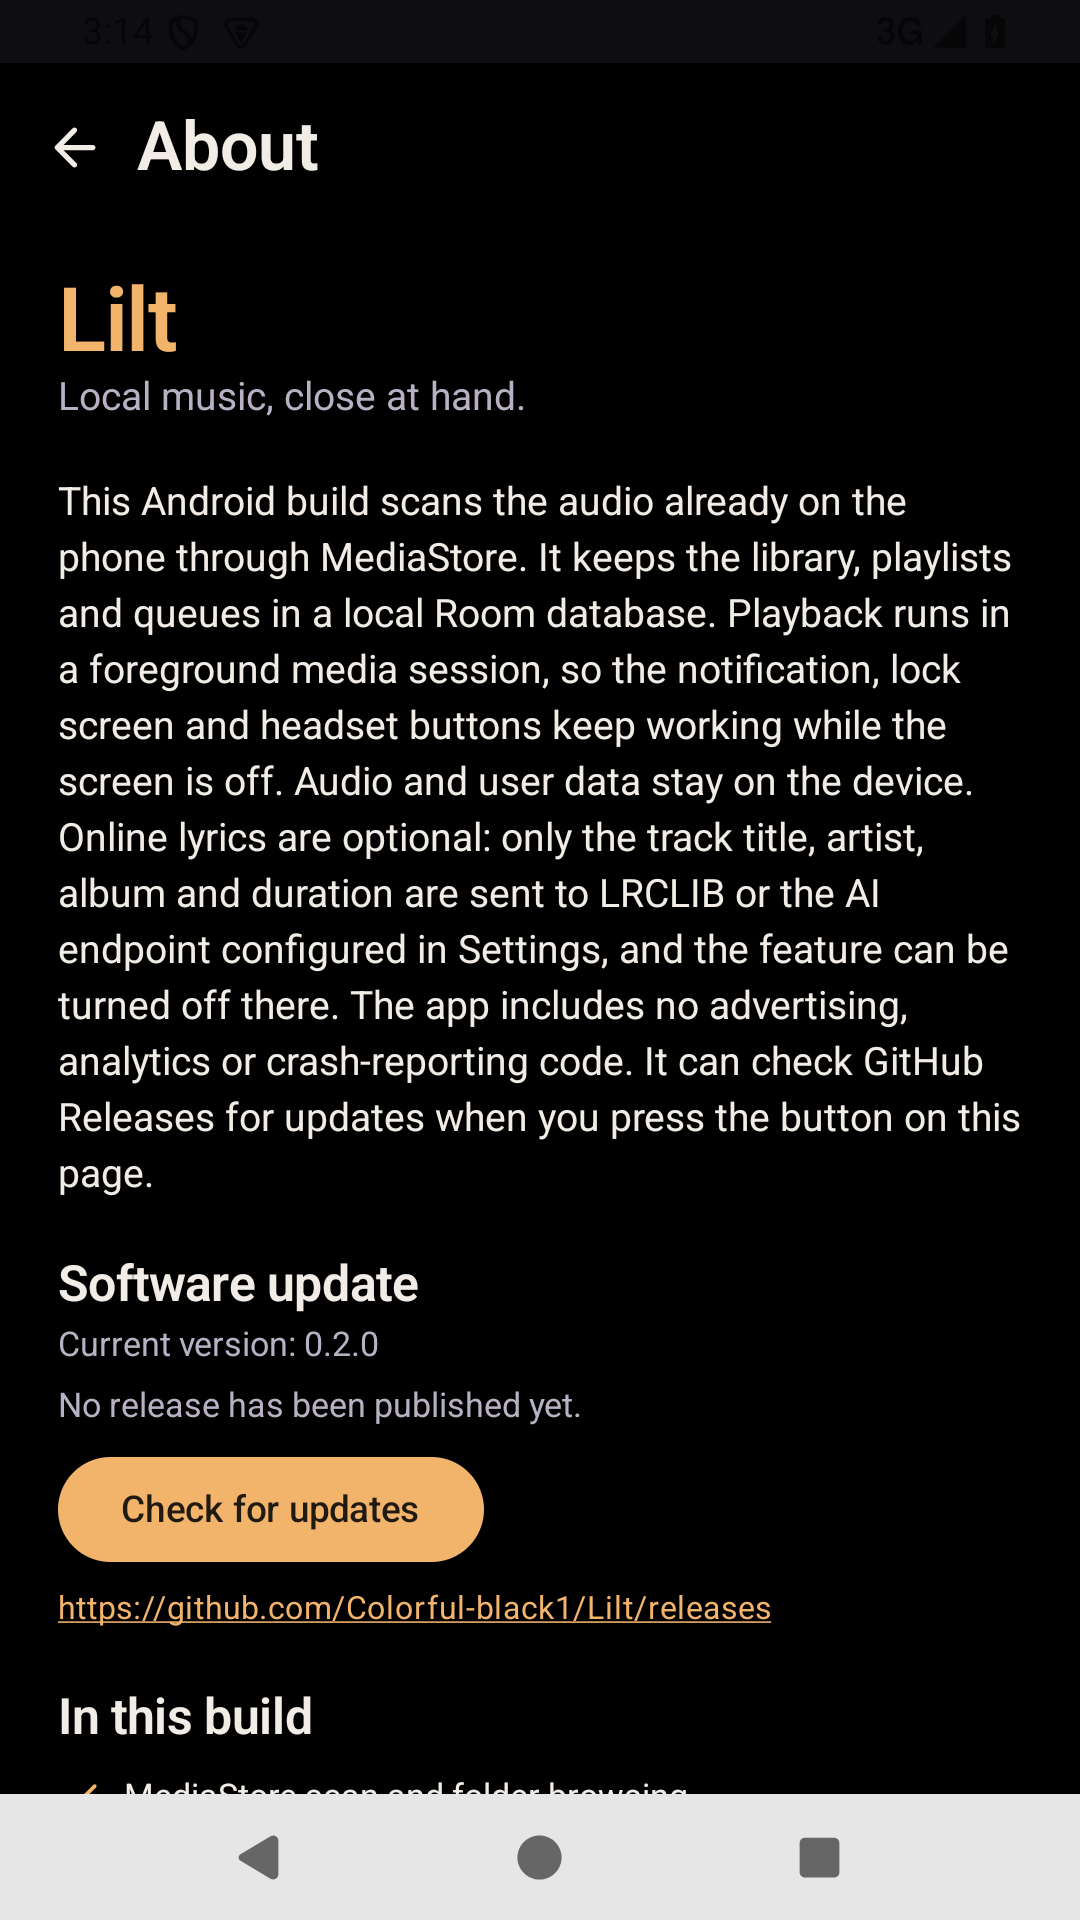 3:14
3G
About
Lilt
Local music, close at hand.
This Android build scans the audio already on the
phone through MediaStore. It keeps the library, playlists
and queues in a local Room database. Playback runs in
a foreground media session, so the notification, lock
screen and headset buttons keep working while the
screen is off. Audio and user data stay on the device.
Online lyrics are optional: only the track title, artist,
album and duration are sent to LRCLIB or the AI
endpoint configured in Settings, and the feature can be
turned off there. The app includes no advertising,
analytics or crash-reporting code. It can check GitHub
Releases for updates when you press the button on this
page.
Software update
Current version: 0.2.0
No release has been published yet.
Check for updates
https://github.com/Colorful-black1/Lilt/releases
In this build
MediaStore scan and folder browsing